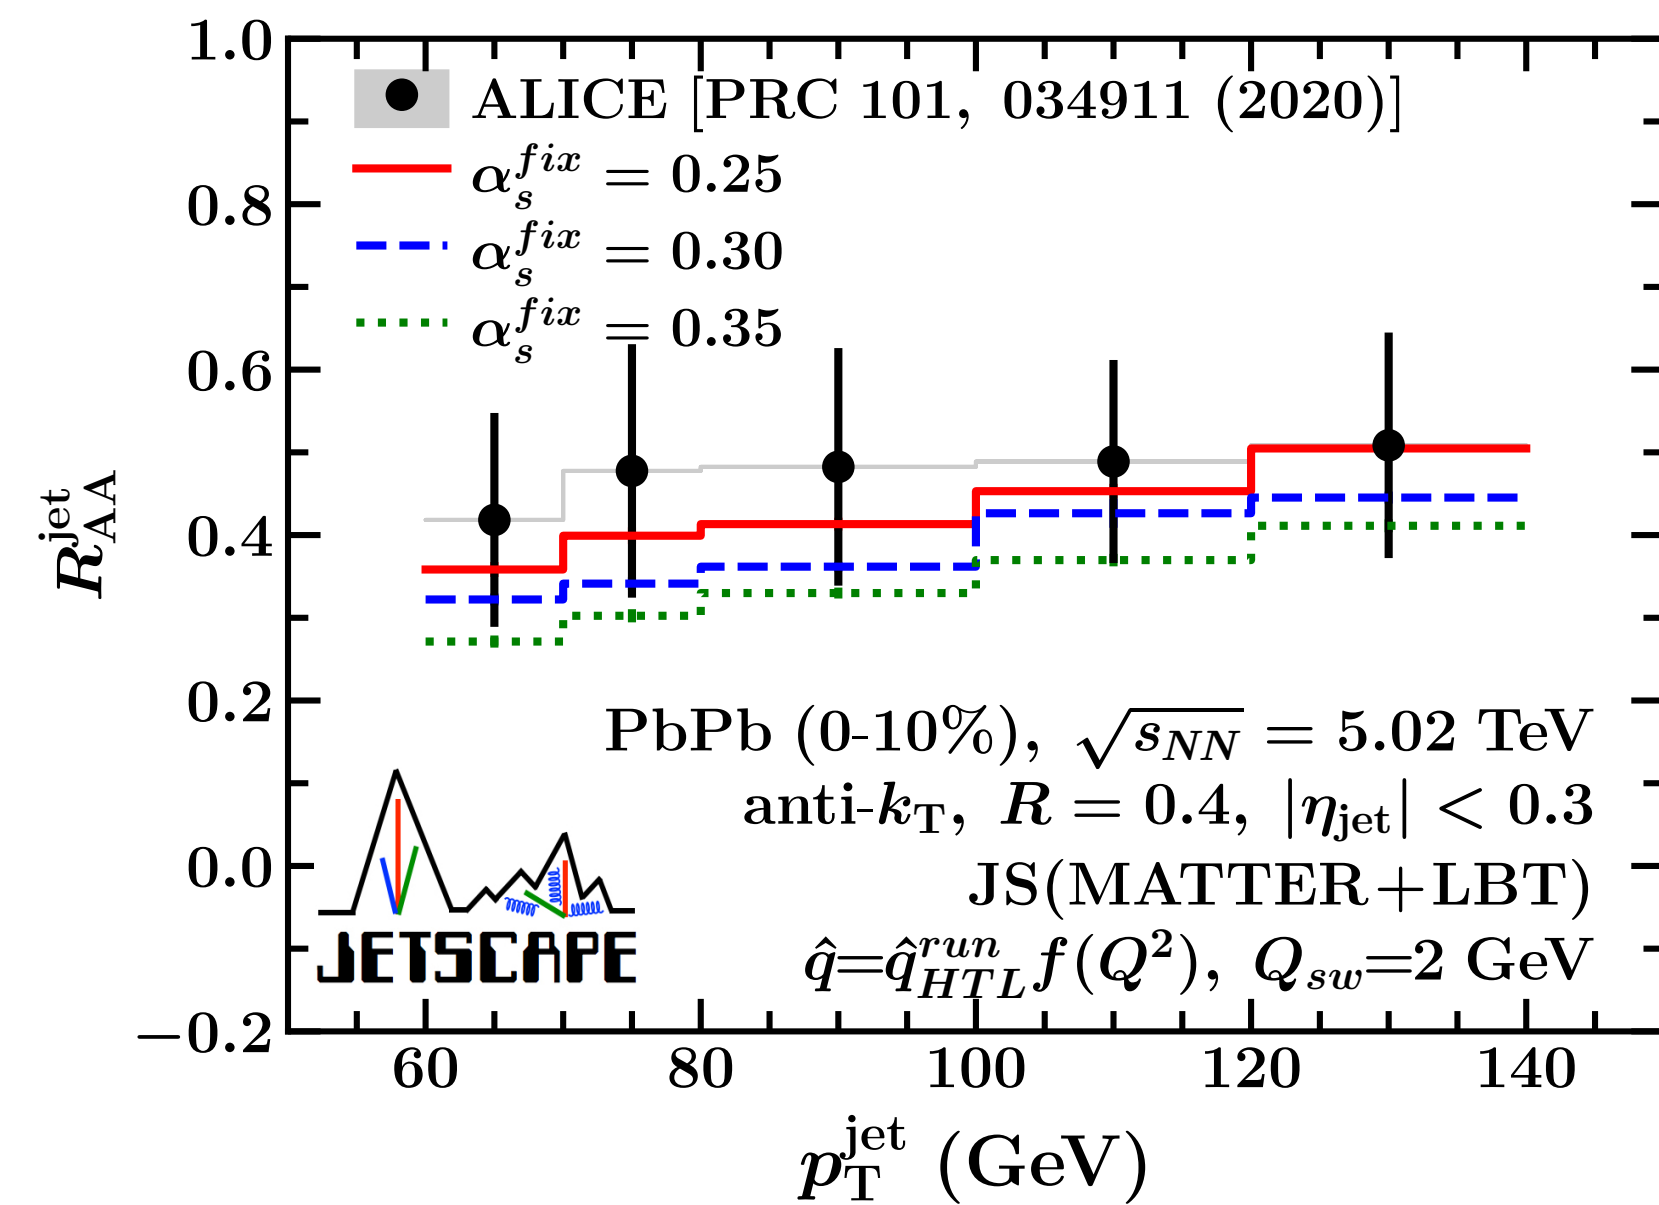 1.0
0.8
0.6
0.4
0.2
0.0
−0.2
R_AA^jet
ALICE [PRC 101, 034911 (2020)]
α_s^fix = 0.25
α_s^fix = 0.30
α_s^fix = 0.35
PbPb (0-10%), √s_NN = 5.02 TeV
anti-k_T, R = 0.4, |η_jet| < 0.3
JS(MATTER+LBT)
q̂=q̂_HTL^run f(Q²), Q_sw=2 GeV
JETSCAPE
60 80 100 120 140
p_T^jet (GeV)